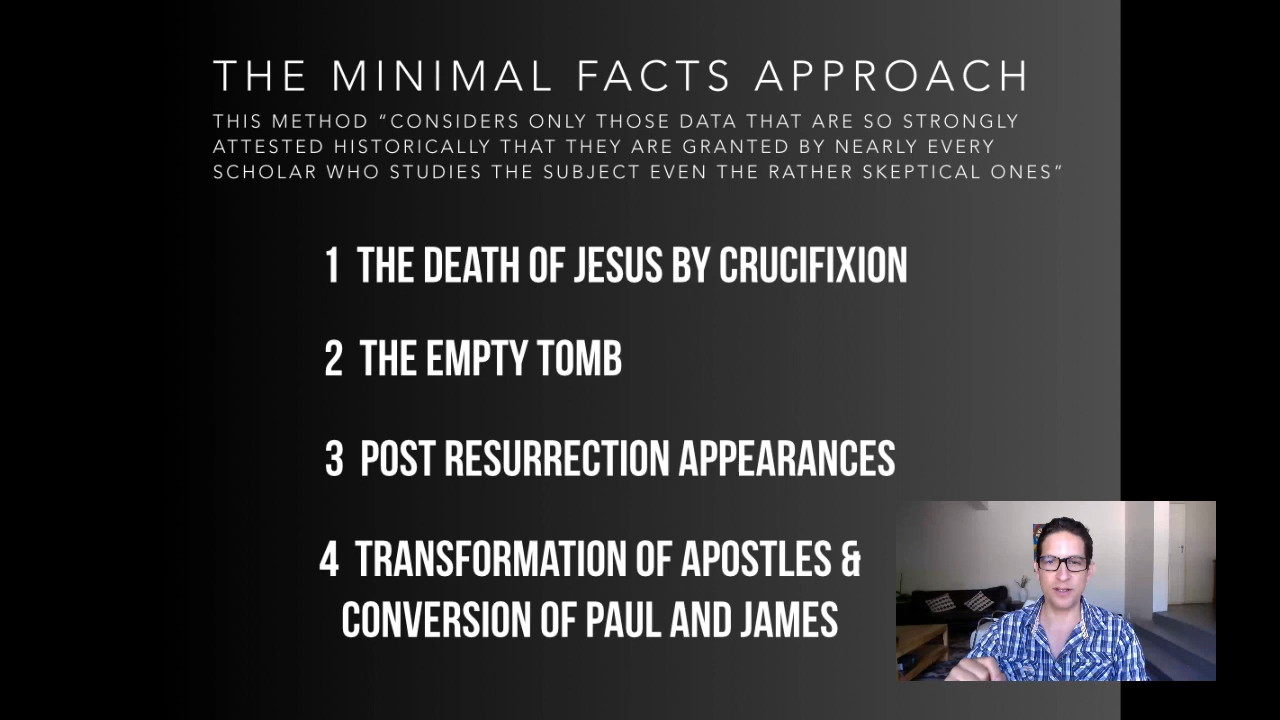 THE MINIMAL FACTS APPROACH
THIS METHOD “CONSIDERS ONLY THOSE DATA THAT ARE SO STRONGLY
ATTESTED HISTORICALLY THAT THEY ARE GRANTED BY NEARLY EVERY
SCHOLAR WHO STUDIES THE SUBJECT EVEN THE RATHER SKEPTICAL ONES”
1 THE DEATH OF JESUS BY CRUCIFIXION
2 THE EMPTY TOMB
3 POST RESURRECTION APPEARANCES
4 TRANSFORMATION OF APOSTLES &
CONVERSION OF PAUL AND JAMES